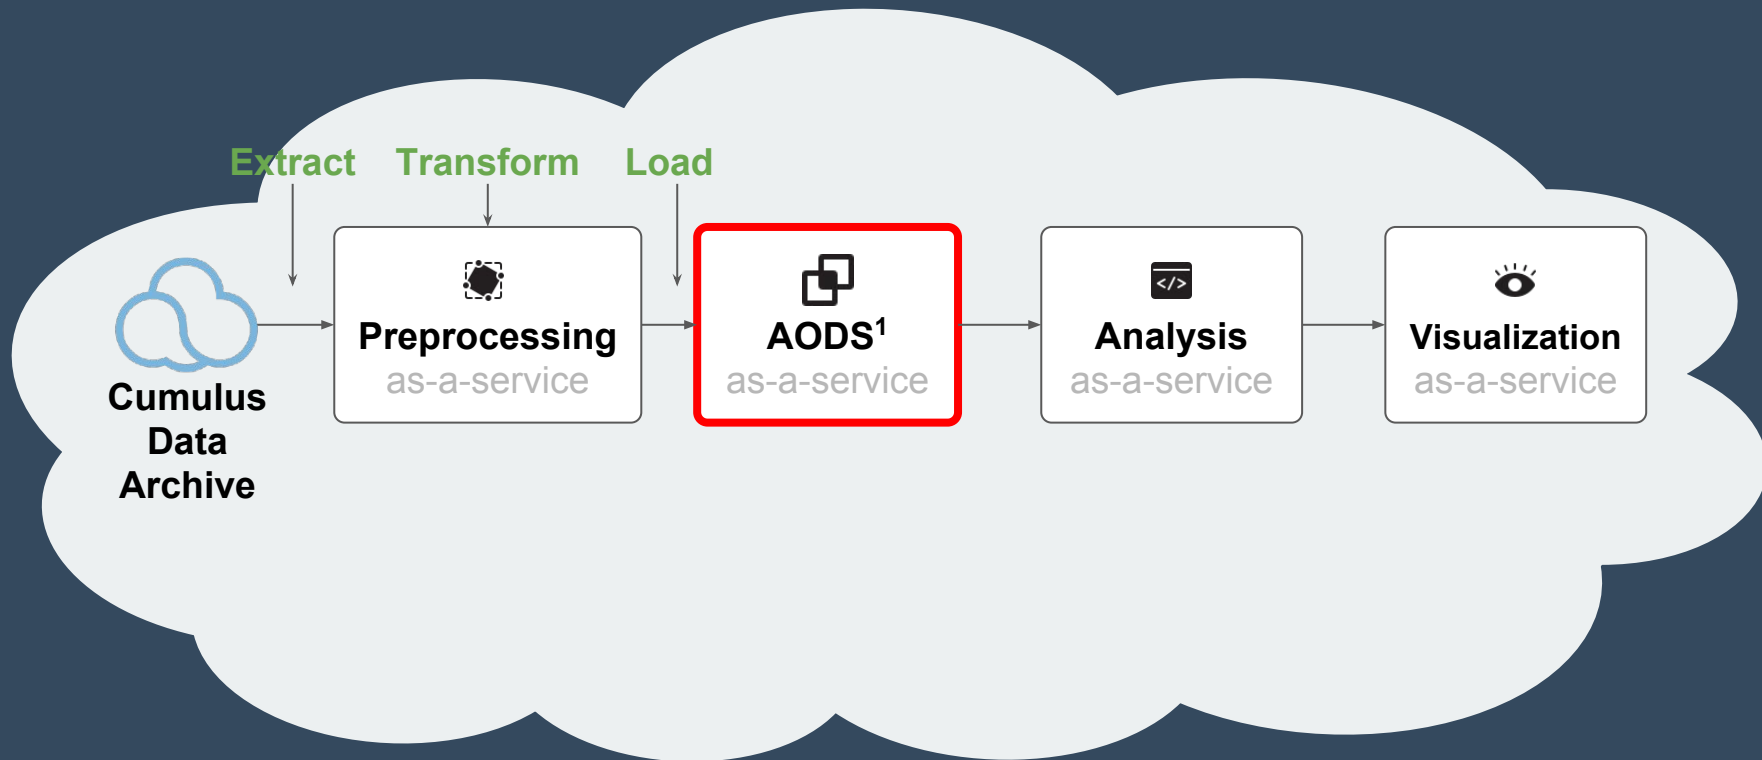 Extract Transform Load
Cumulus
Data
Archive
Preprocessing
as-a-service
AODS¹
as-a-service
</>
Analysis
as-a-service
Visualization
as-a-service